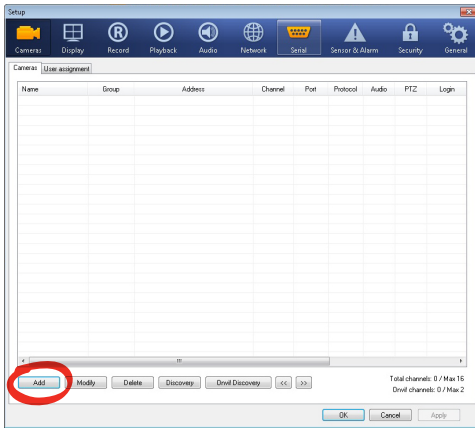 Setup
Cameras Display Record Playback Audio Network Serial Sensor & Alarm Security General
Cameras User assignment
Name Group Address Channel Port Protocol Audio PTZ Login
Add Modify Delete Discovery Onvif Discovery << >>
Total channels: 0 / Max 16
Onvif channels: 0 / Max 2
OK Cancel Apply